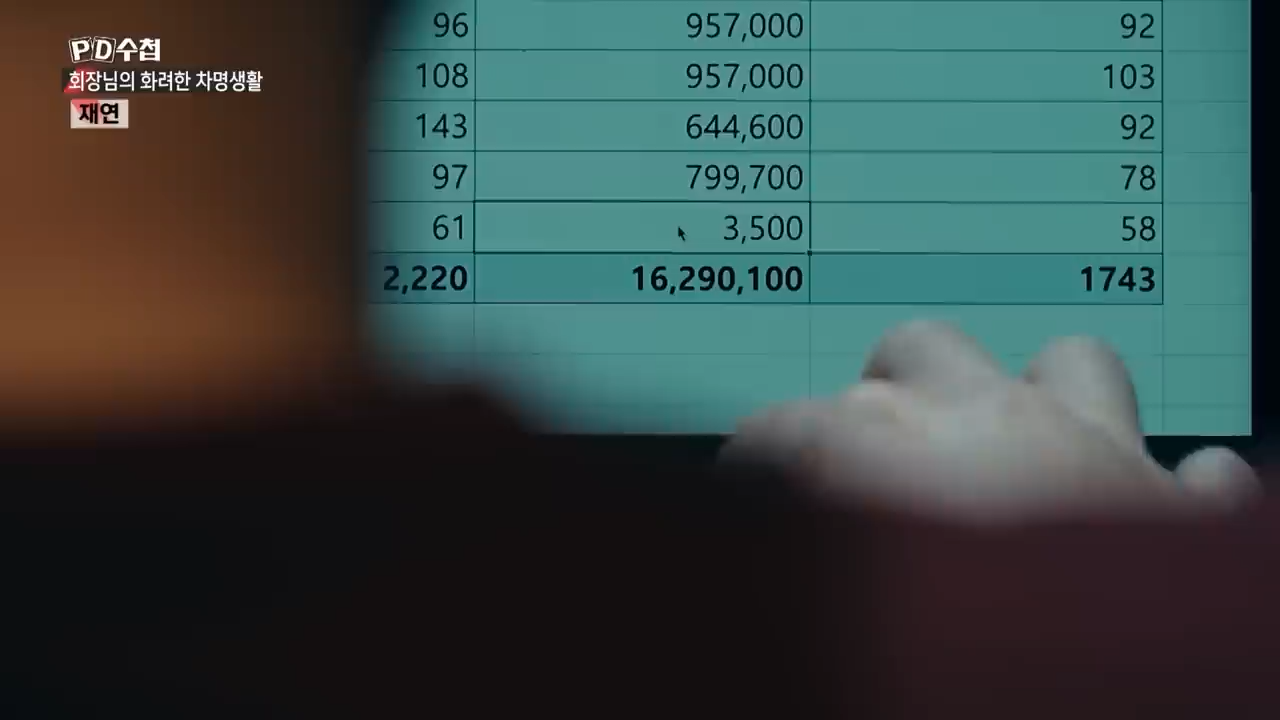 PD수첩
회장님의 화려한 차명생활
재연
96 957,000 92
108 957,000 103
143 644,600 92
97 799,700 78
61 3,500 58
2,220 16,290,100 1743